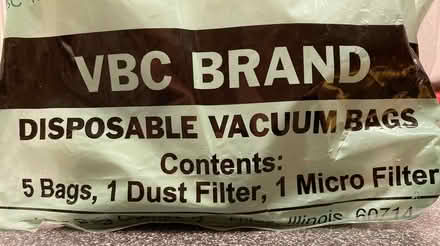 VBC BRAND
DISPOSABLE VACUUM BAGS
Contents:
5 Bags, 1 Dust Filter, 1 Micro Filter
Illinois 60714